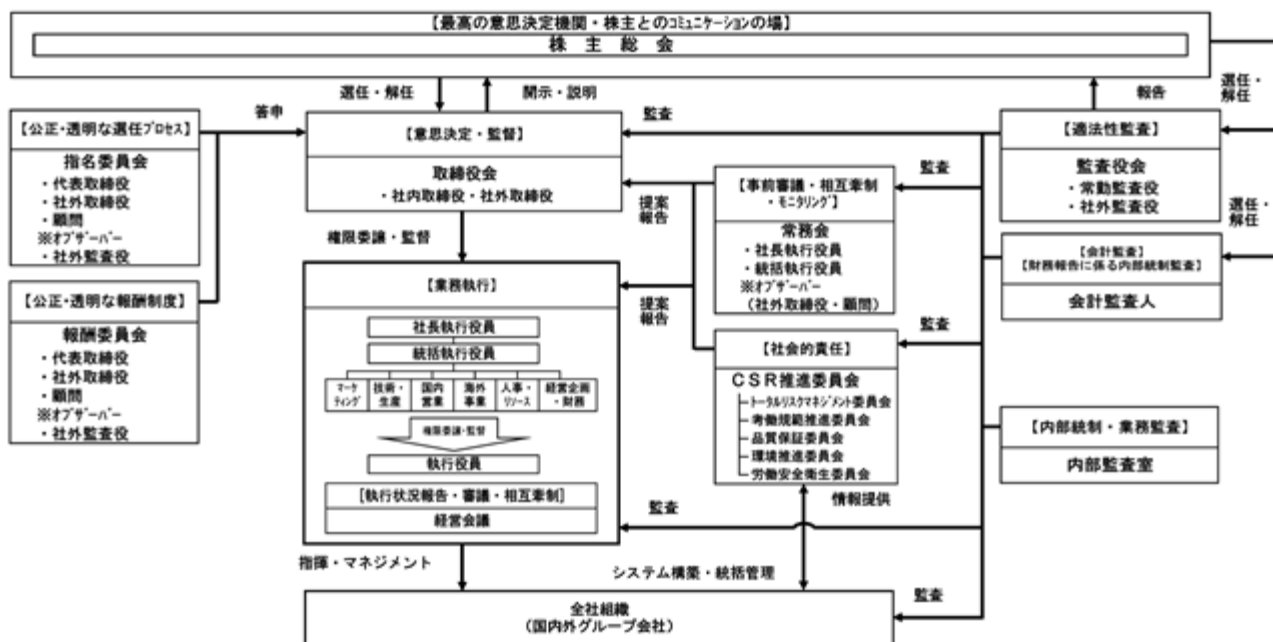 【最高の意思決定機関・株主とのｺﾐｭﾆｹｰｼｮﾝの場】
株主総会
選任・解任
開示・説明
報告
選任・解任
答申
監査
【公正・透明な選任ﾌﾟﾛｾｽ】
指名委員会
・代表取締役
・社外取締役
・顧問
※ｵﾌﾞｻﾞｰﾊﾞｰ
・社外監査役
【意思決定・監督】
取締役会
・社内取締役・社外取締役
【適法性監査】
監査役会
・常勤監査役
・社外監査役
監査
提案
報告
【事前審議・相互牽制
・ﾓﾆﾀﾘﾝｸﾞ】
常務会
・社長執行役員
・統括執行役員
※ｵﾌﾞｻﾞｰﾊﾞｰ
（社外取締役・顧問）
選任・
解任
権限委譲・監督
【会計監査】
【財務報告に係る内部統制監査】
会計監査人
【公正・透明な報酬制度】
報酬委員会
・代表取締役
・社外取締役
・顧問
※ｵﾌﾞｻﾞｰﾊﾞｰ
・社外監査役
【業務執行】
社長執行役員
統括執行役員
ﾏｰｹ
ﾃｨﾝｸﾞ
技術・
生産
国内
営業
海外
事業
人事・
ﾘｿｰｽ
経営企画
・財務
権限委譲・監督
執行役員
[執行状況報告・審議・相互牽制]
経営会議
提案
報告
監査
【社会的責任】
ＣＳＲ推進委員会
ﾄｰﾀﾙﾘｽｸﾏﾈｼﾞﾒﾝﾄ委員会
考働規範推進委員会
品質保証委員会
環境推進委員会
労働安全衛生委員会
【内部統制・業務監査】
内部監査室
情報提供
監査
指揮・マネジメント
システム構築・統括管理
監査
全社組織
（国内外グループ会社）